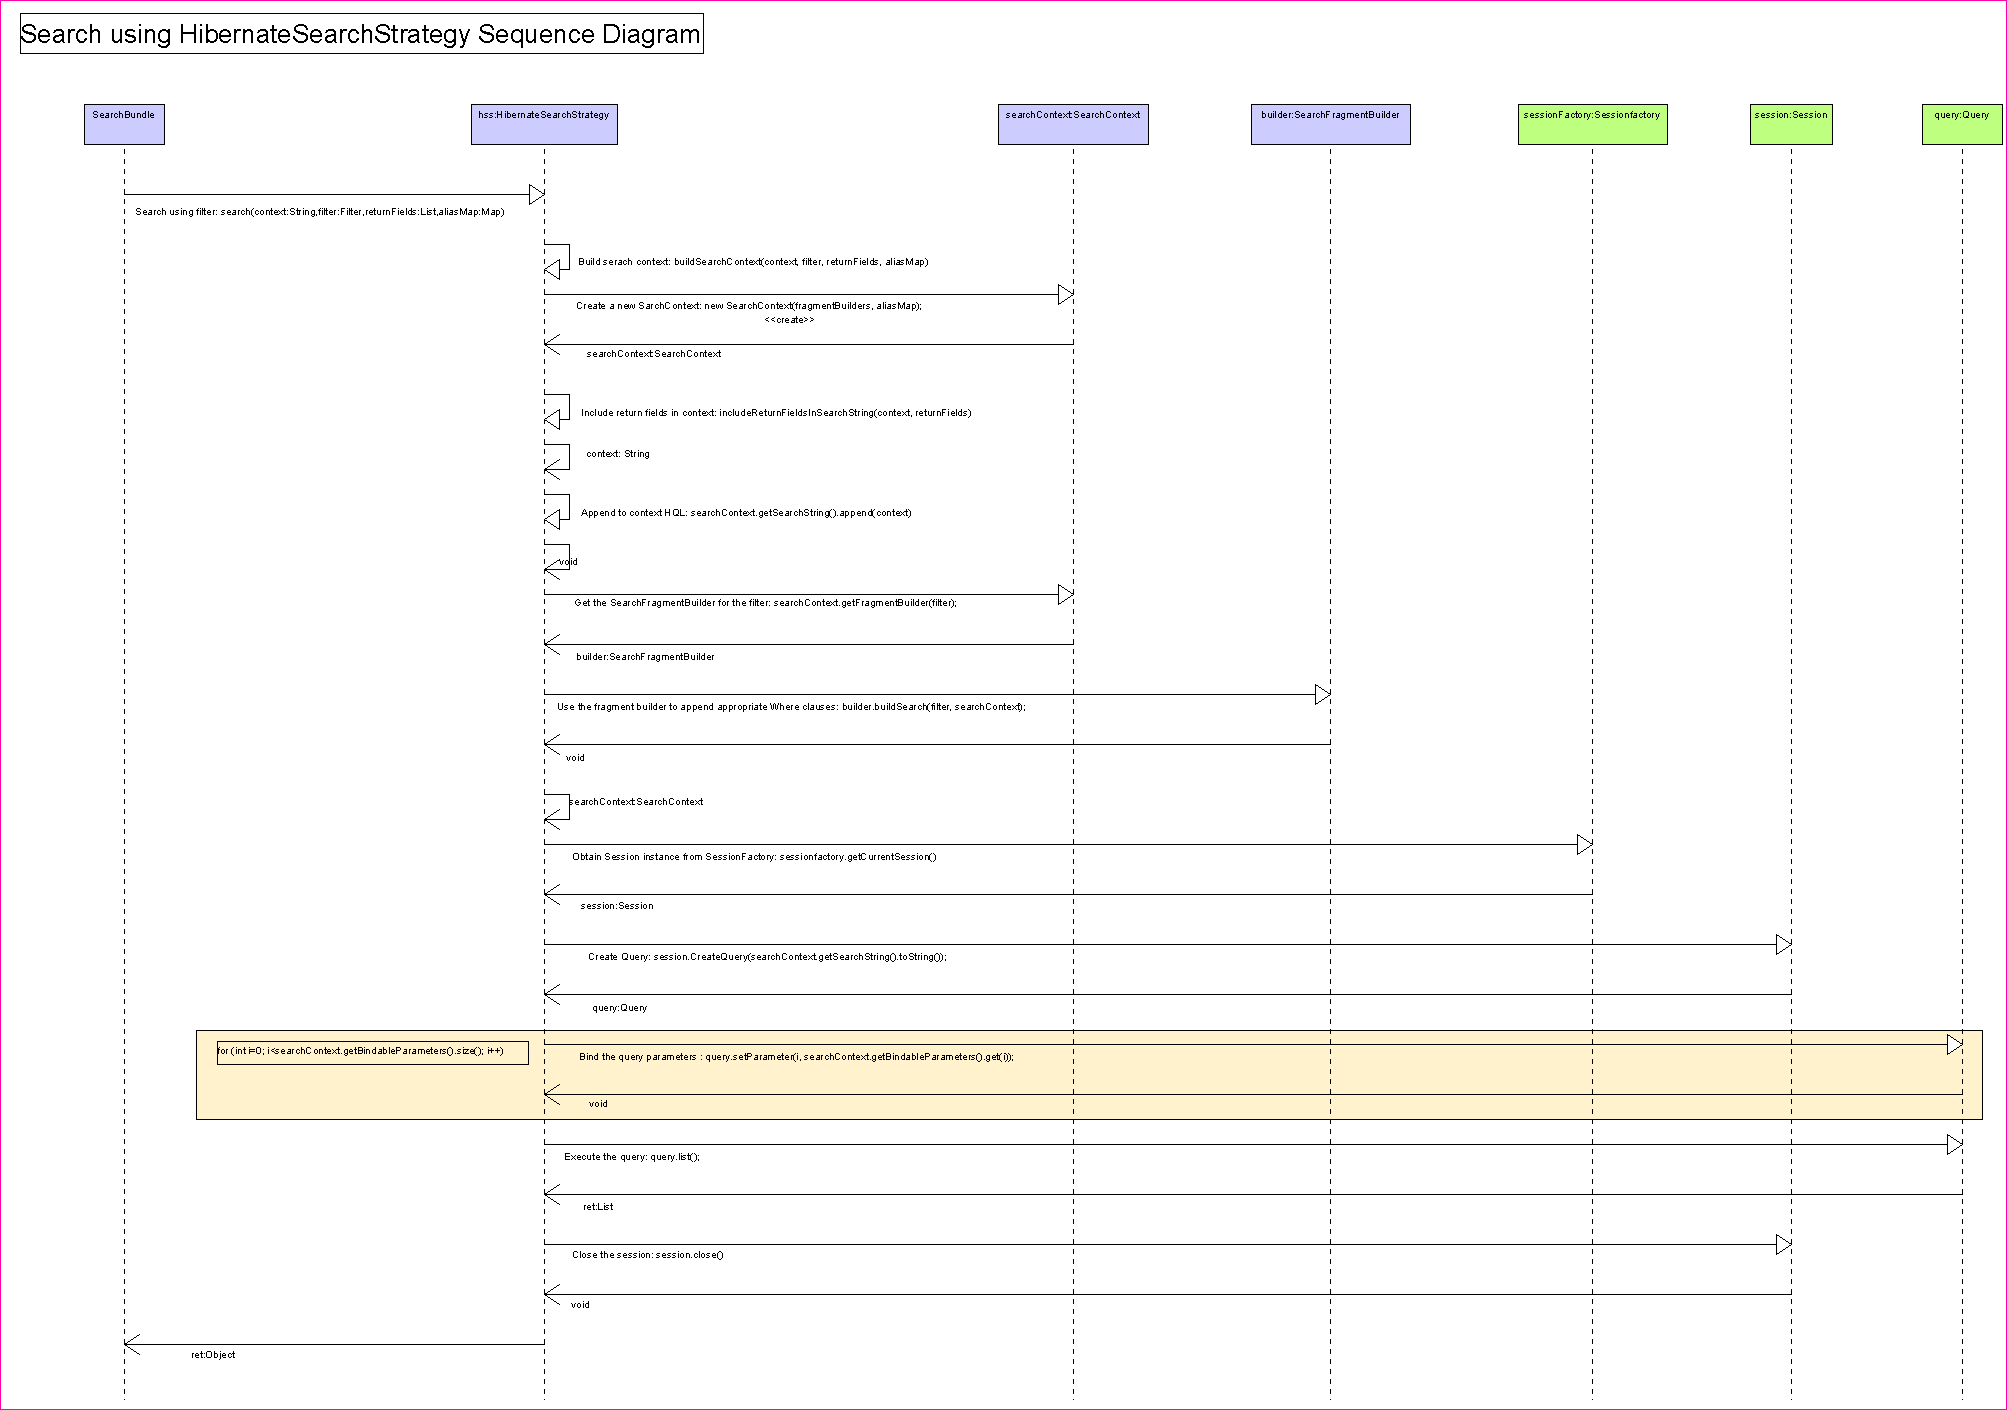 Search using HibernateSearchStrategy Sequence Diagram
SearchBundle
hss:HibernateSearchStrategy
searchContext:SearchContext
builder:SearchFragmentBuilder
sessionFactory:Sessionfactory
session:Session
query:Query
Search using filter: search(context:String,filter:Filter,returnFields:List,aliasMap:Map)
Build serach context: buildSearchContext(context, filter, returnFields, aliasMap)
Create a new SarchContext: new SearchContext(fragmentBuilders, aliasMap);
<<create>>
searchContext:SearchContext
Include return fields in context: includeReturnFieldsInSearchString(context, returnFields)
context: String
Append to context HQL: searchContext.getSearchString().append(context)
void
Get the SearchFragmentBuilder for the filter: searchContext.getFragmentBuilder(filter);
builder:SearchFragmentBuilder
Use the fragment builder to append appropriate Where clauses: builder.buildSearch(filter, searchContext);
void
searchContext:SearchContext
Obtain Session instance from SessionFactory: sessionfactory.getCurrentSession()
session:Session
Create Query: session.CreateQuery(searchContext.getSearchString().toString());
query:Query
for (int i=0; i<searchContext.getBindableParameters().size(); i++)
Bind the query parameters : query.setParameter(i, searchContext.getBindableParameters().get(i));
void
Execute the query: query.list();
ret:List
Close the session: session.close()
void
ret:Object